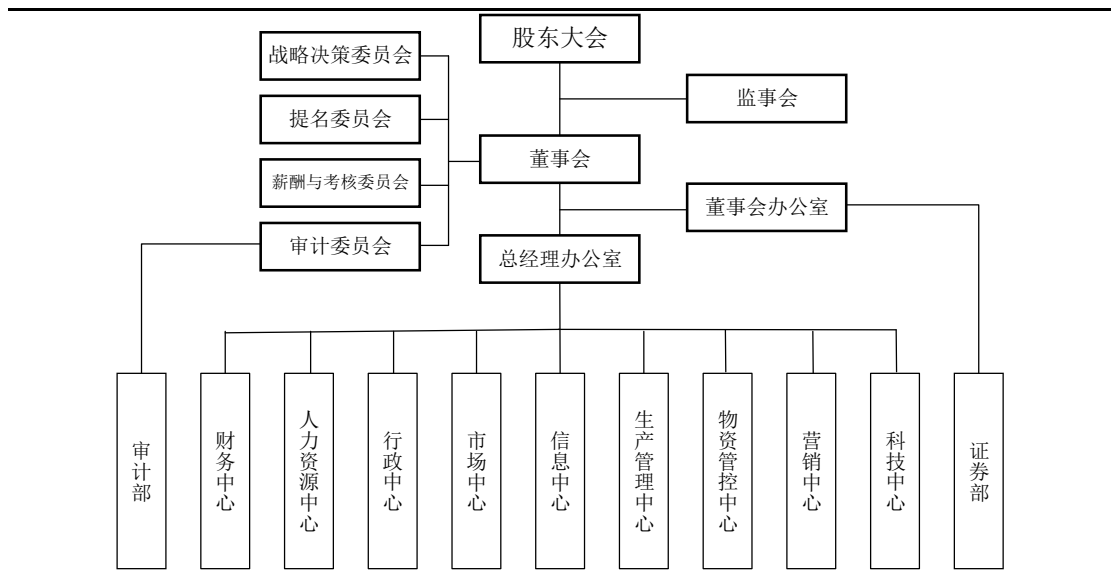 股东大会
战略决策委员会
监事会
提名委员会
董事会
薪酬与考核委员会
董事会办公室
审计委员会
总经理办公室
审计部
财务中心
人力资源中心
行政中心
市场中心
信息中心
生产管理中心
物资管控中心
营销中心
科技中心
证券部